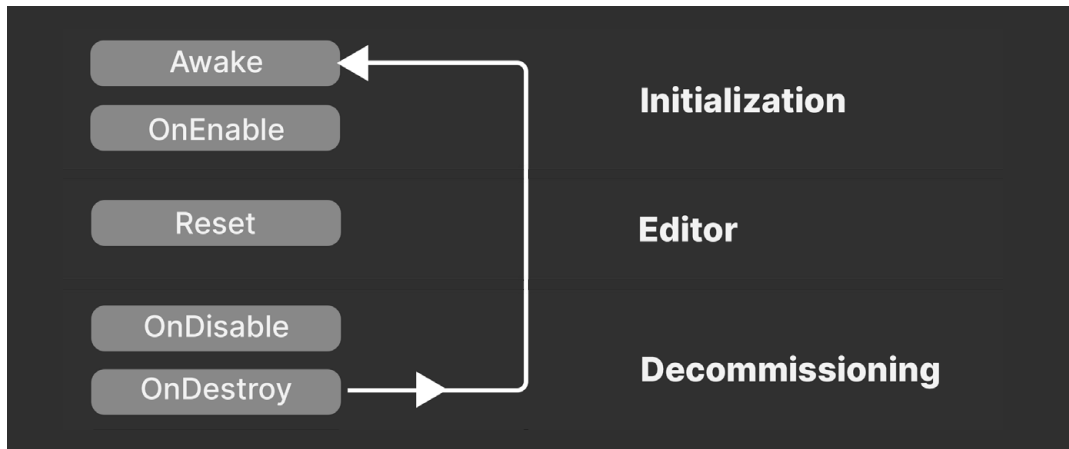 Awake
OnEnable
Initialization
Reset
Editor
OnDisable
OnDestroy
Decommissioning